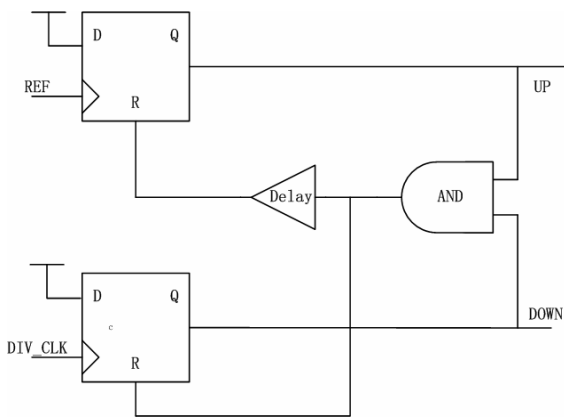 D Q
REF
R
UP
Delay
AND
D Q
DOWN
c
DIV_CLK
R